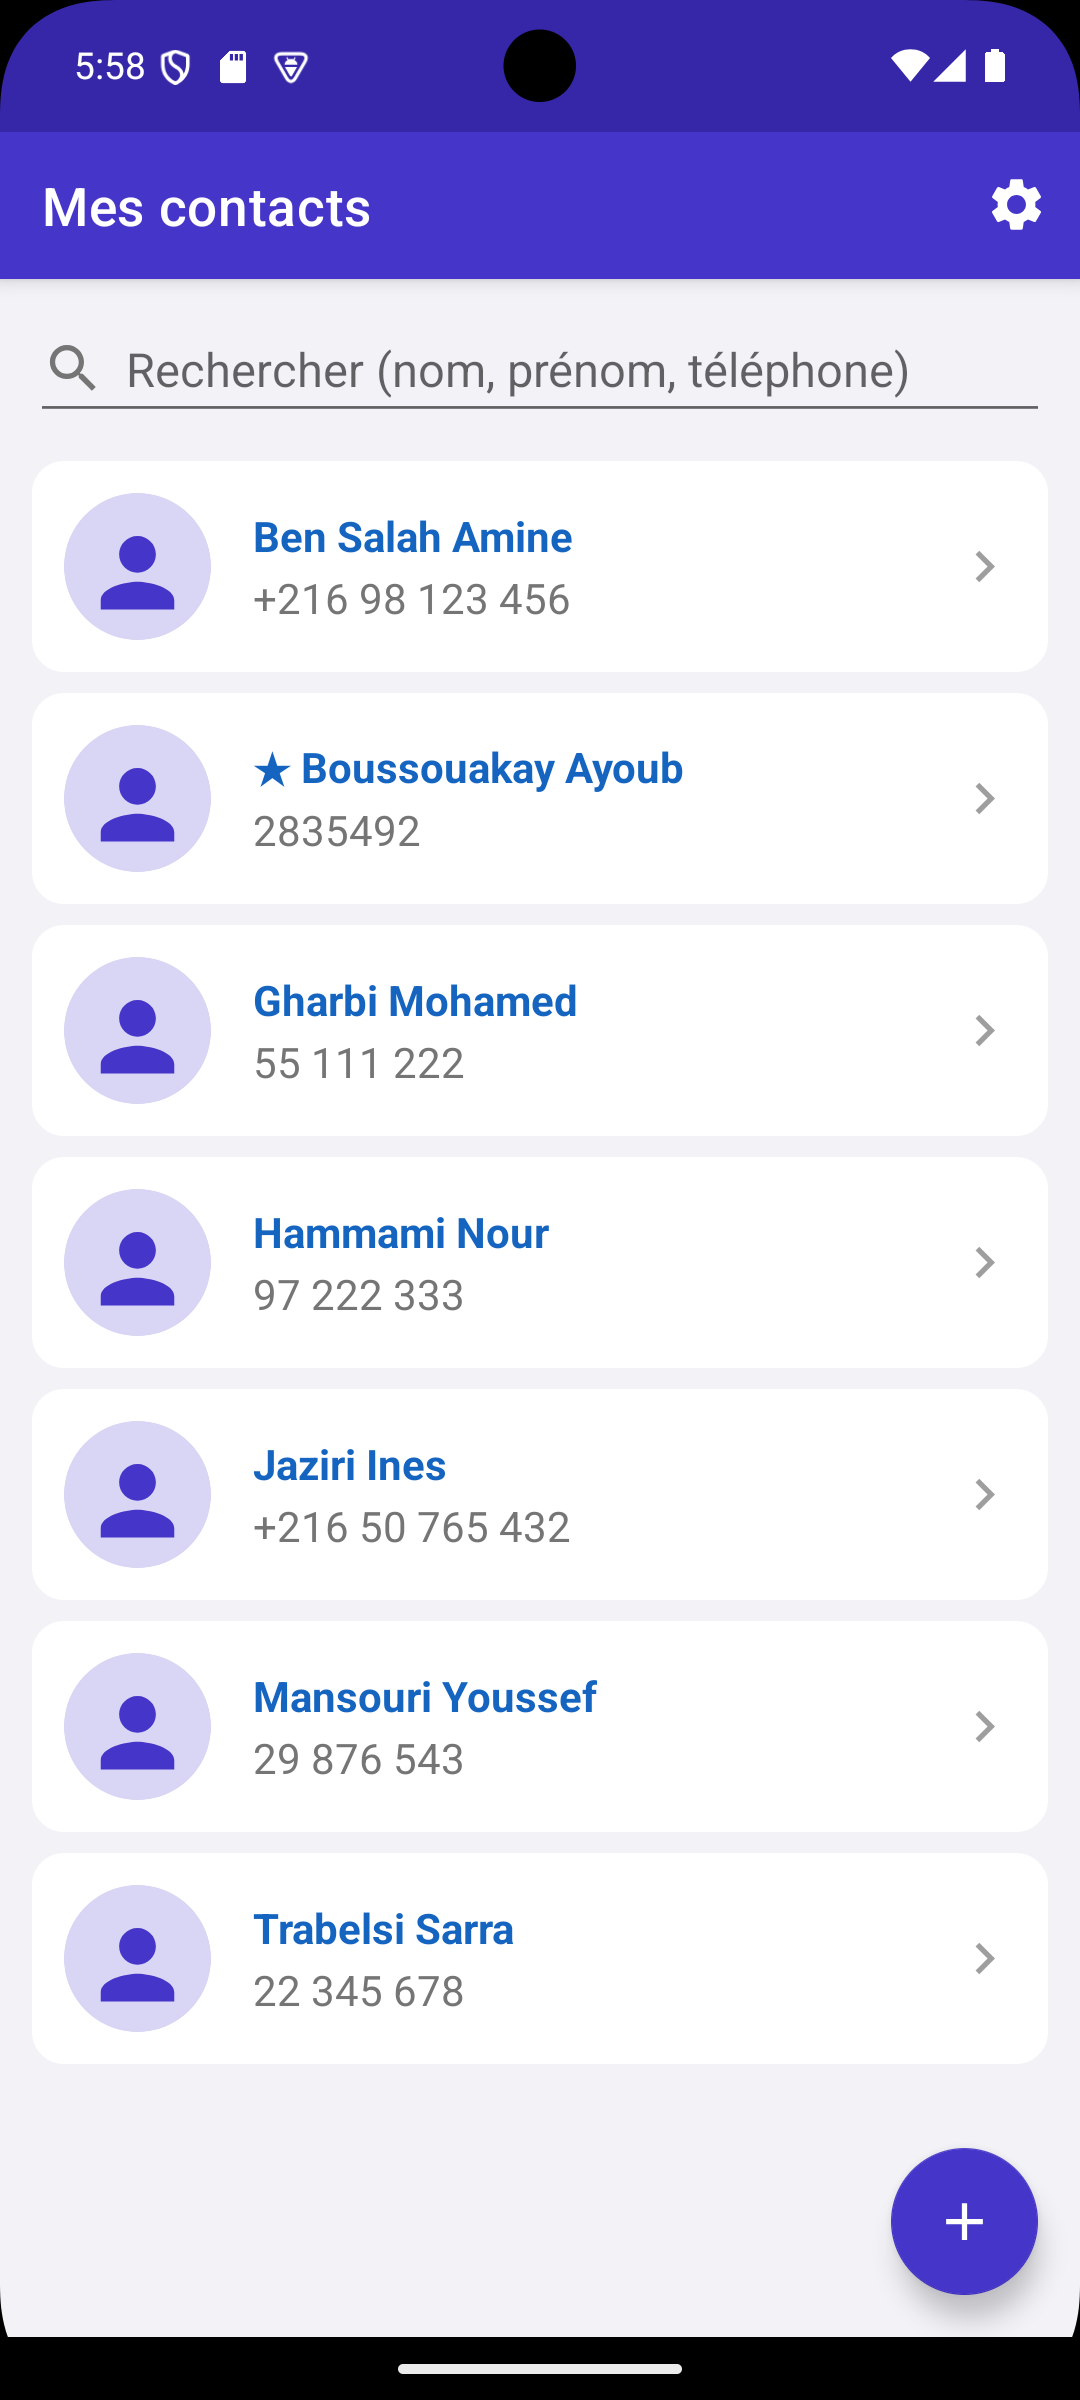 5:58
Mes contacts
Rechercher (nom, prénom, téléphone)
Ben Salah Amine
+216 98 123 456
★ Boussouakay Ayoub
2835492
Gharbi Mohamed
55 111 222
Hammami Nour
97 222 333
Jaziri Ines
+216 50 765 432
Mansouri Youssef
29 876 543
Trabelsi Sarra
22 345 678